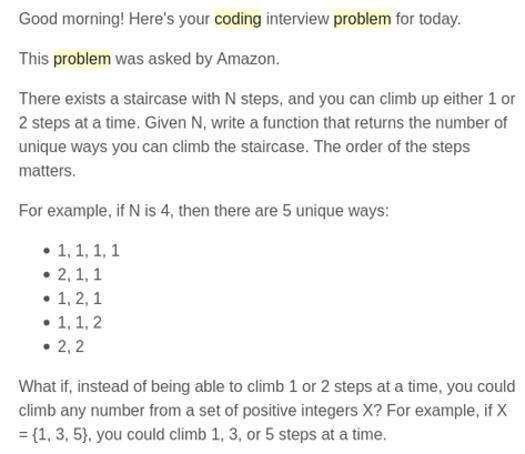 Good morning! Here's your coding interview problem for today.
This problem was asked by Amazon.
There exists a staircase with N steps, and you can climb up either 1 or
2 steps at a time. Given N, write a function that returns the number of
unique ways you can climb the staircase. The order of the steps
matters.
For example, if N is 4, then there are 5 unique ways:
• 1, 1, 1, 1
• 2, 1, 1
• 1, 2, 1
• 1, 1, 2
• 2, 2
What if, instead of being able to climb 1 or 2 steps at a time, you could
climb any number from a set of positive integers X? For example, if X
= {1, 3, 5}, you could climb 1, 3, or 5 steps at a time.